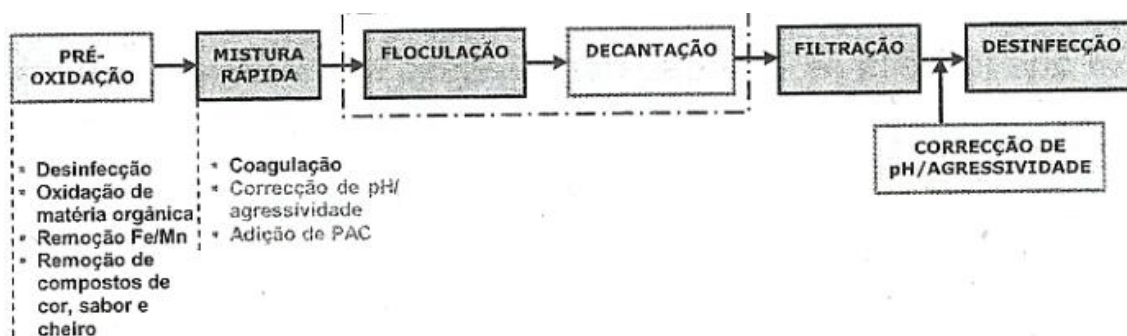 PRÉ-
OXIDAÇÃO
MISTURA
RÁPIDA
FLOCULAÇÃO
DECANTAÇÃO
FILTRAÇÃO
DESINFECÇÃO
CORRECÇÃO DE
pH/AGRESSIVIDADE
• Desinfecção
• Oxidação de
matéria orgânica
• Remoção Fe/Mn
• Remoção de
compostos de
cor, sabor e
cheiro
• Coagulação
• Correcção de pH/
agressividade
• Adição de PAC